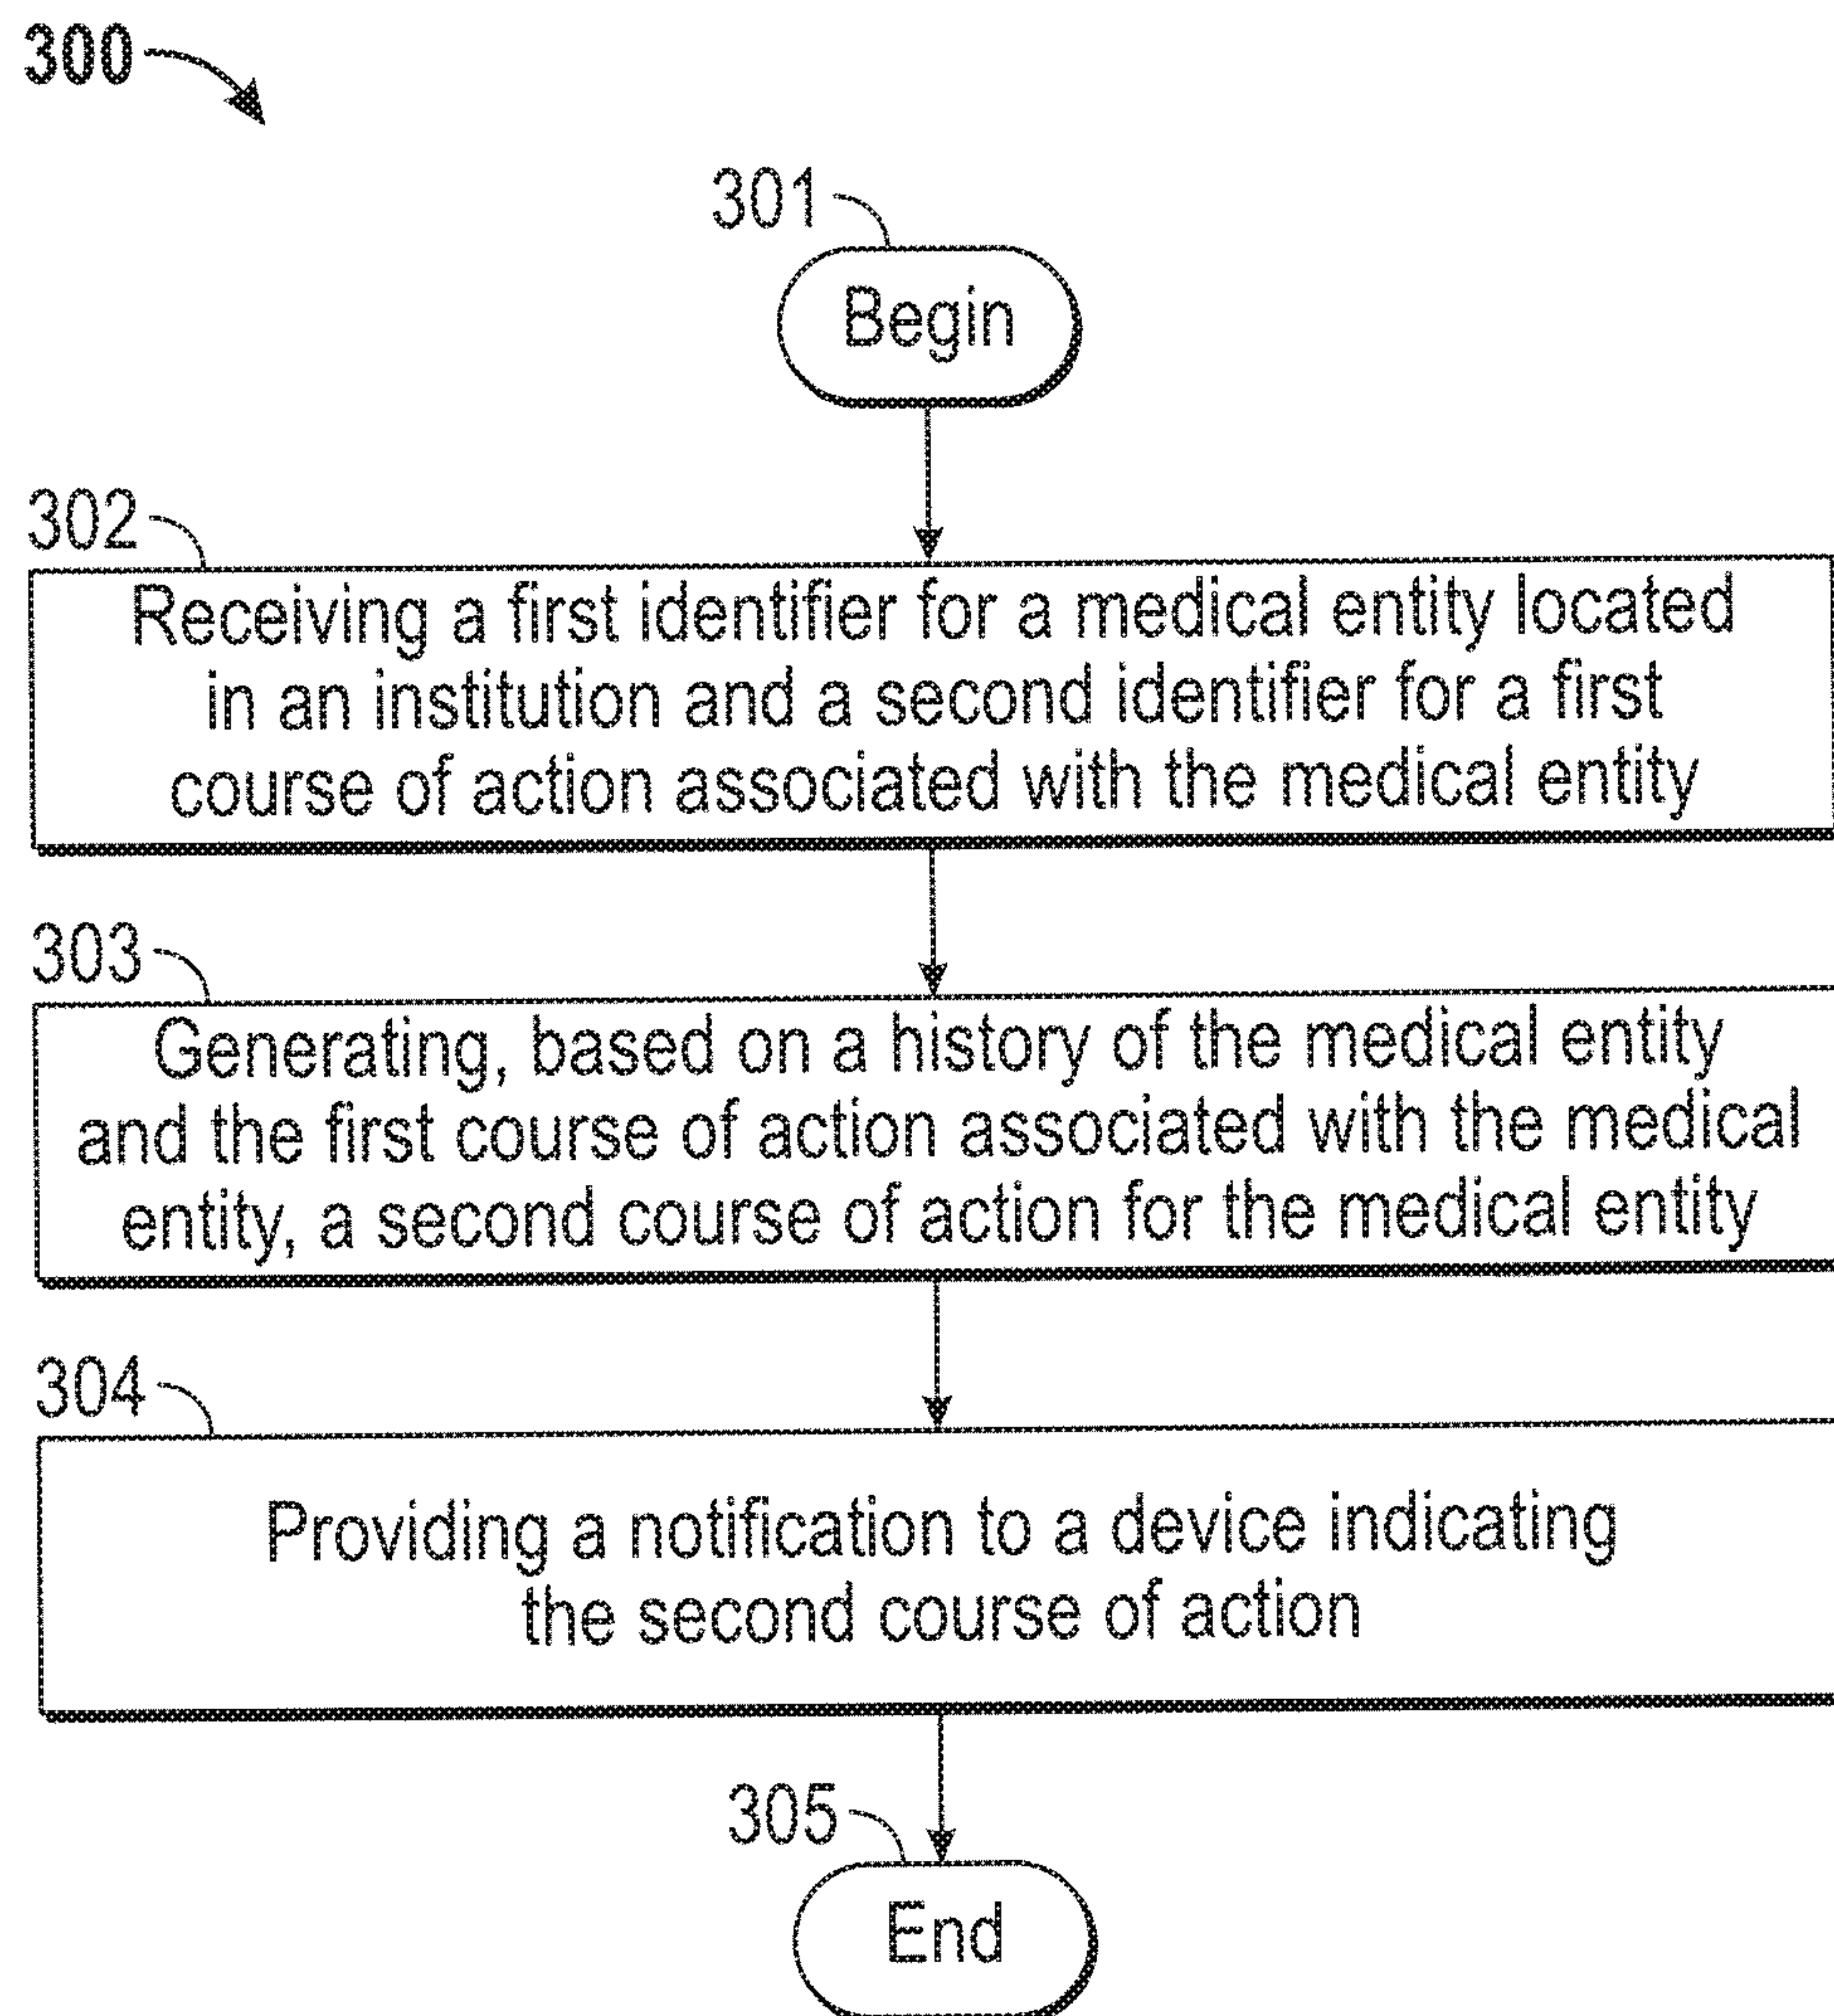 300
301
Begin
302
Receiving a first identifier for a medical entity located
in an institution and a second identifier for a first
course of action associated with the medical entity
303
Generating, based on a history of the medical entity
and the first course of action associated with the medical
entity, a second course of action for the medical entity
304
Providing a notification to a device indicating
the second course of action
305
End